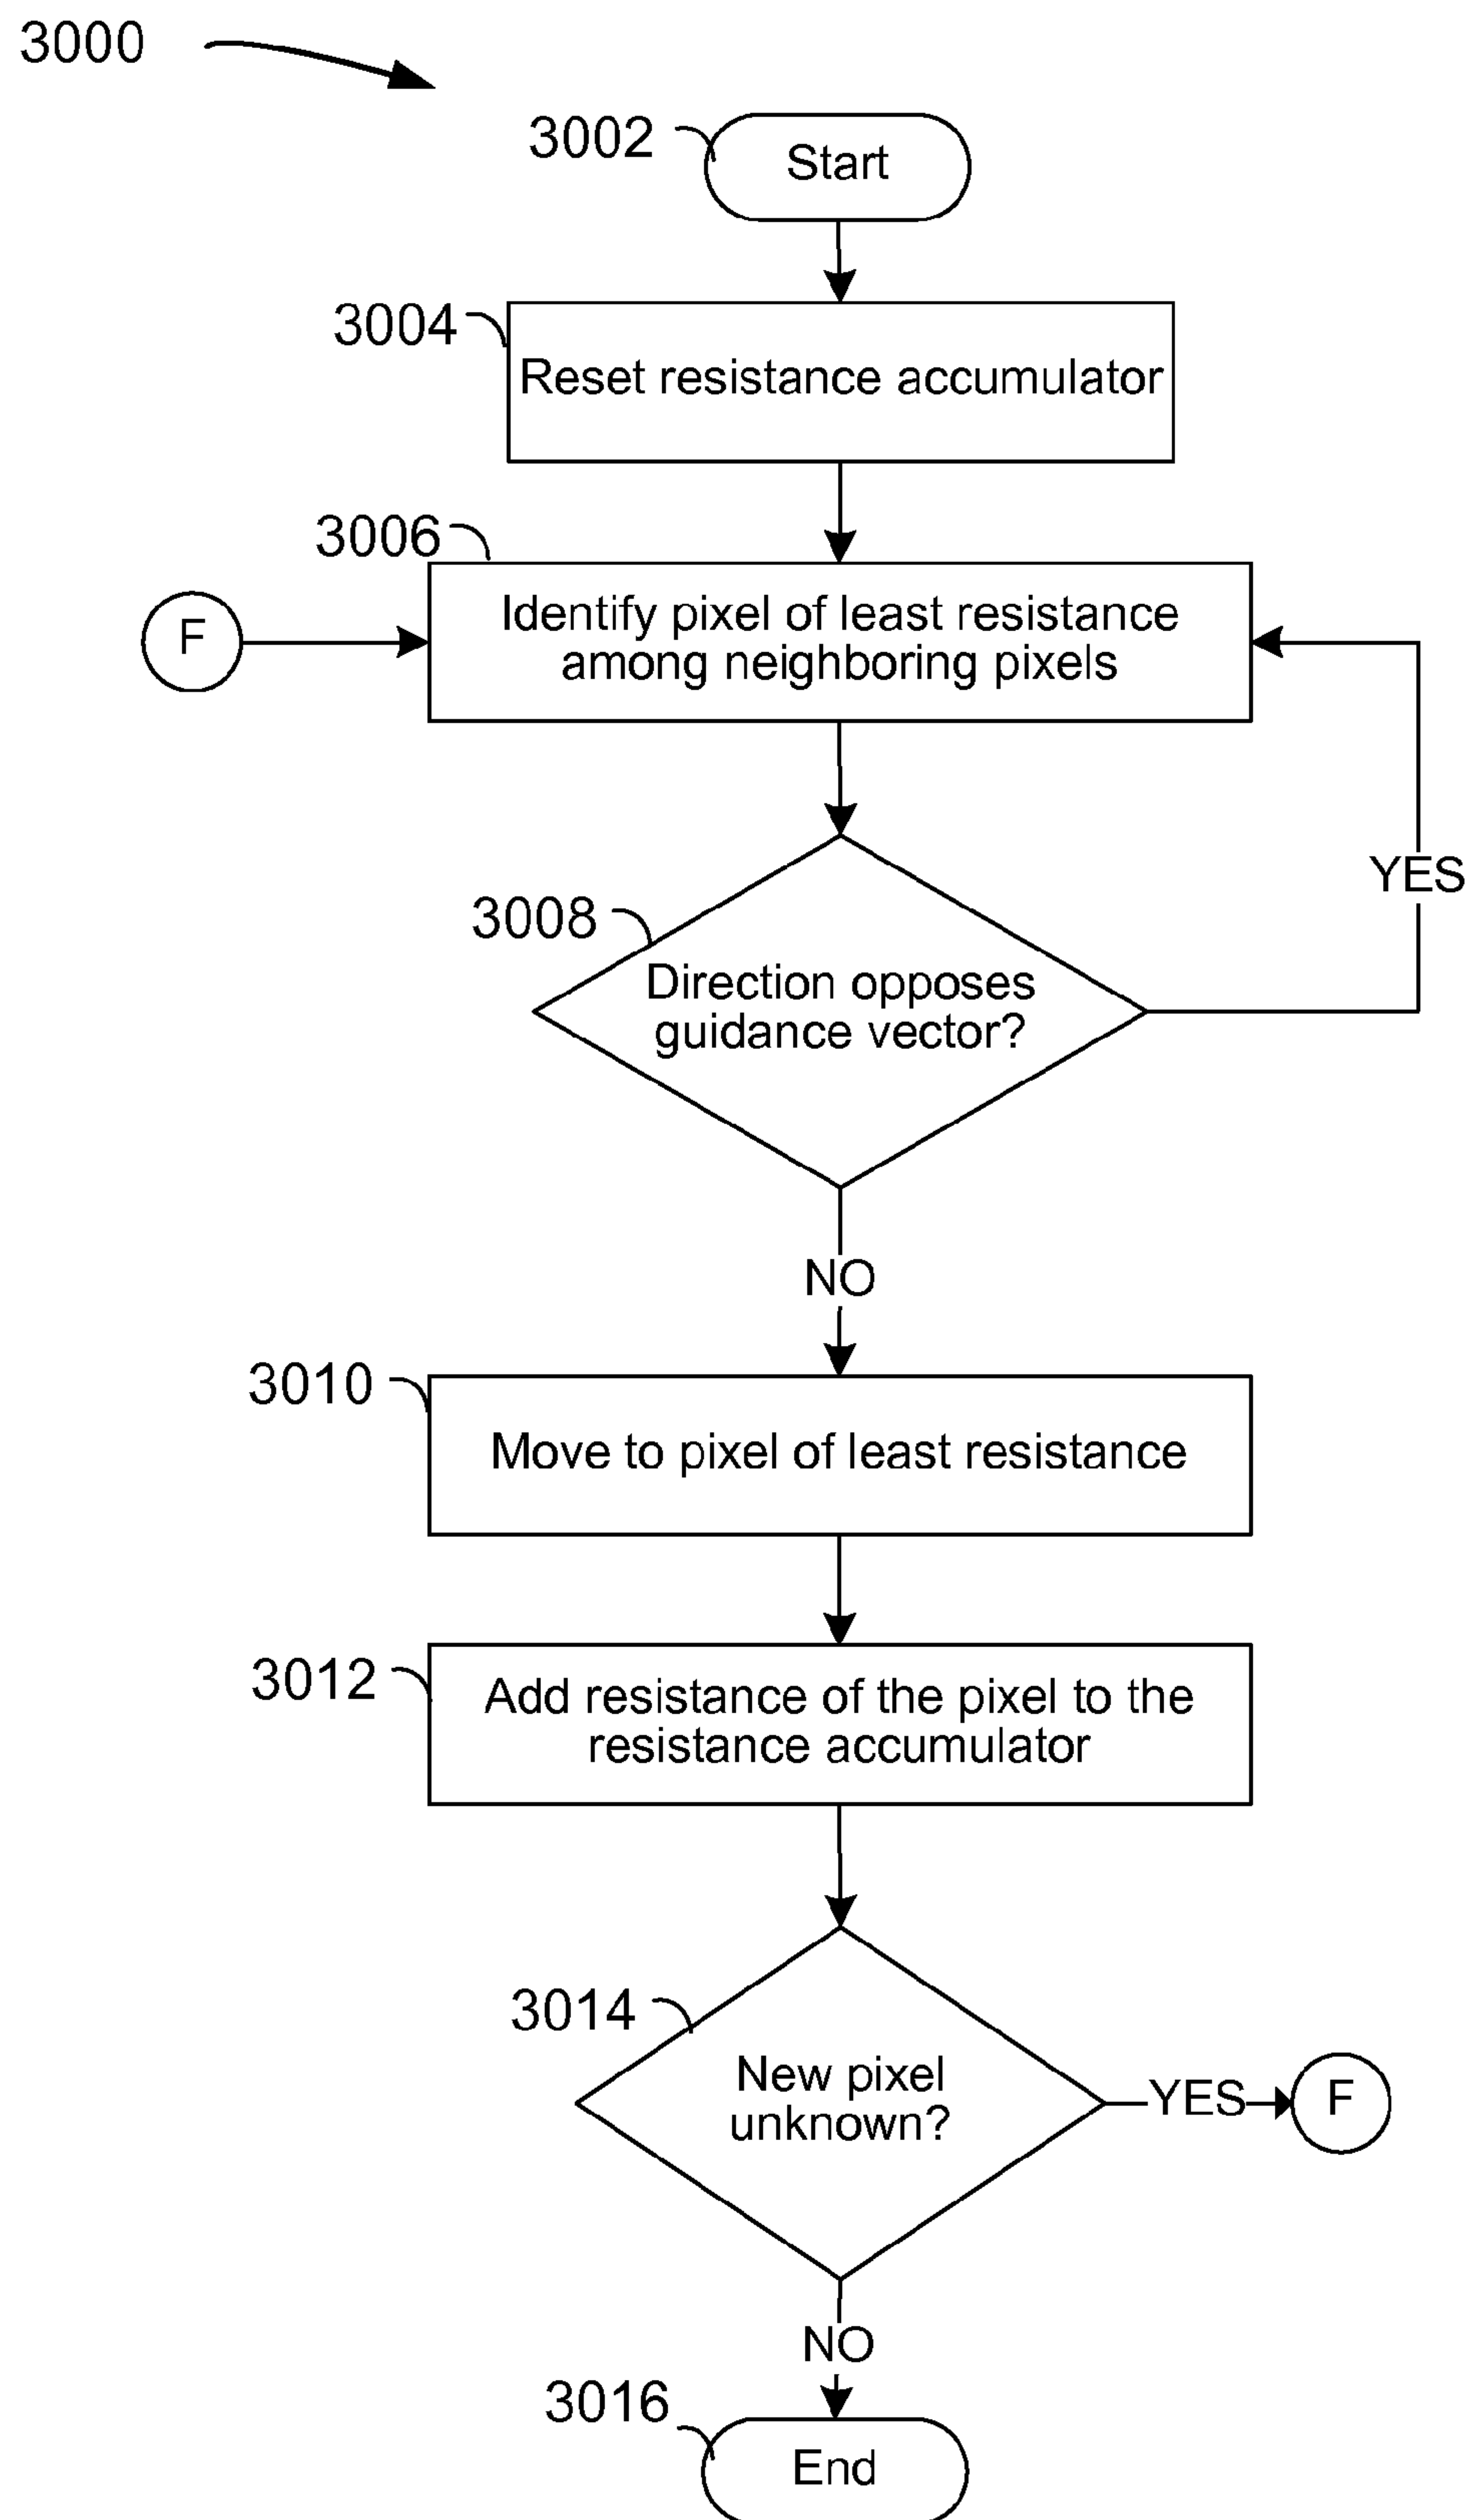 3000
3002
Start
3004
Reset resistance accumulator
3006
F
Identify pixel of least resistance
among neighboring pixels
YES
3008
Direction opposes
guidance vector?
NO
3010
Move to pixel of least resistance
3012
Add resistance of the pixel to the
resistance accumulator
3014
New pixel
unknown?
YES
F
NO
3016
End